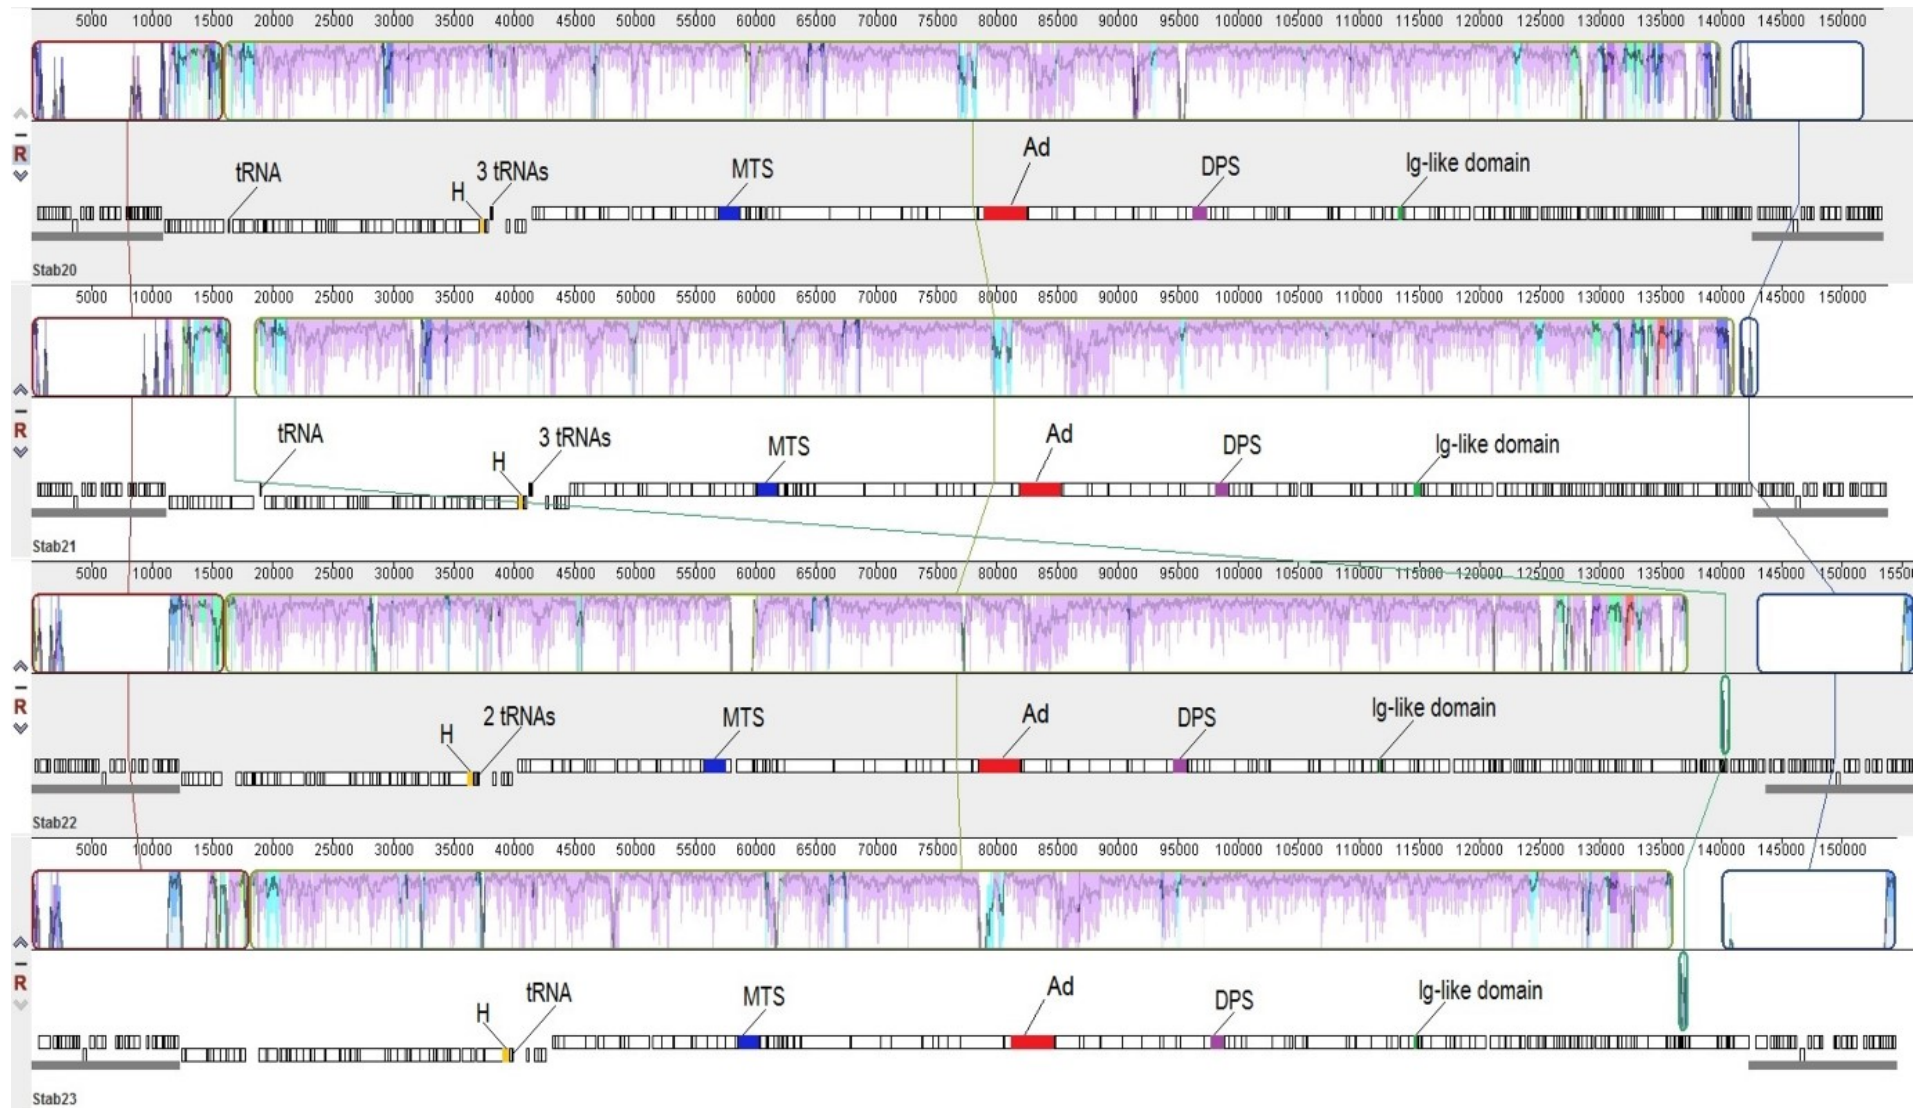 5000 10000 15000 20000 25000 30000 35000 40000 45000 50000 55000 60000 65000 70000 75000 80000 85000 90000 95000 100000 105000 110000 115000 120000 125000 130000 135000 140000 145000 150000
R
tRNA H 3 tRNAs MTS Ad DPS Ig-like domain
Stab20
5000 10000 15000 20000 25000 30000 35000 40000 45000 50000 55000 60000 65000 70000 75000 80000 85000 90000 95000 100000 105000 110000 115000 120000 125000 130000 135000 140000 145000 150000
R
tRNA H 3 tRNAs MTS Ad DPS Ig-like domain
Stab21
5000 10000 15000 20000 25000 30000 35000 40000 45000 50000 55000 60000 65000 70000 75000 80000 85000 90000 95000 100000 105000 110000 115000 120000 125000 130000 135000 140000 145000 150000
R
H 2 tRNAs MTS Ad DPS Ig-like domain
Stab22
5000 10000 15000 20000 25000 30000 35000 40000 45000 50000 55000 60000 65000 70000 75000 80000 85000 90000 95000 100000 105000 110000 115000 120000 125000 130000 135000 140000 145000 150000
R
H tRNA MTS Ad DPS Ig-like domain
Stab23